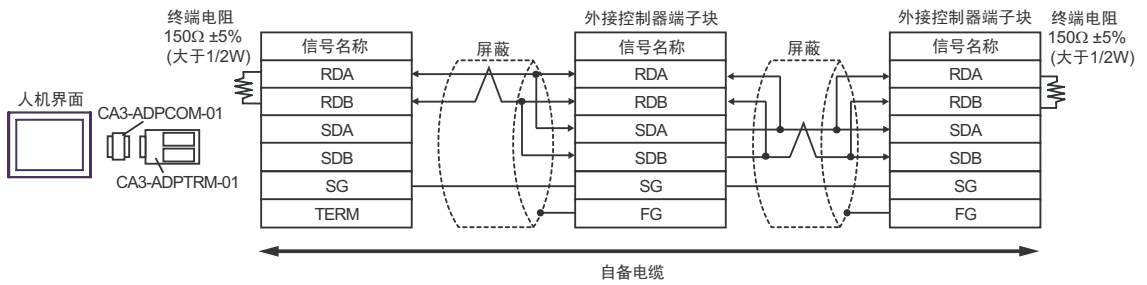 终端电阻
150Ω ±5%
(大于1/2W)
外接控制器端子块
外接控制器端子块
终端电阻
150Ω ±5%
(大于1/2W)
信号名称
屏蔽
信号名称
屏蔽
信号名称
RDA
RDA
RDA
RDB
RDB
RDB
SDA
SDA
SDA
SDB
SDB
SDB
SG
SG
SG
TERM
FG
FG
人机界面
CA3-ADPCOM-01
CA3-ADPTRM-01
自备电缆